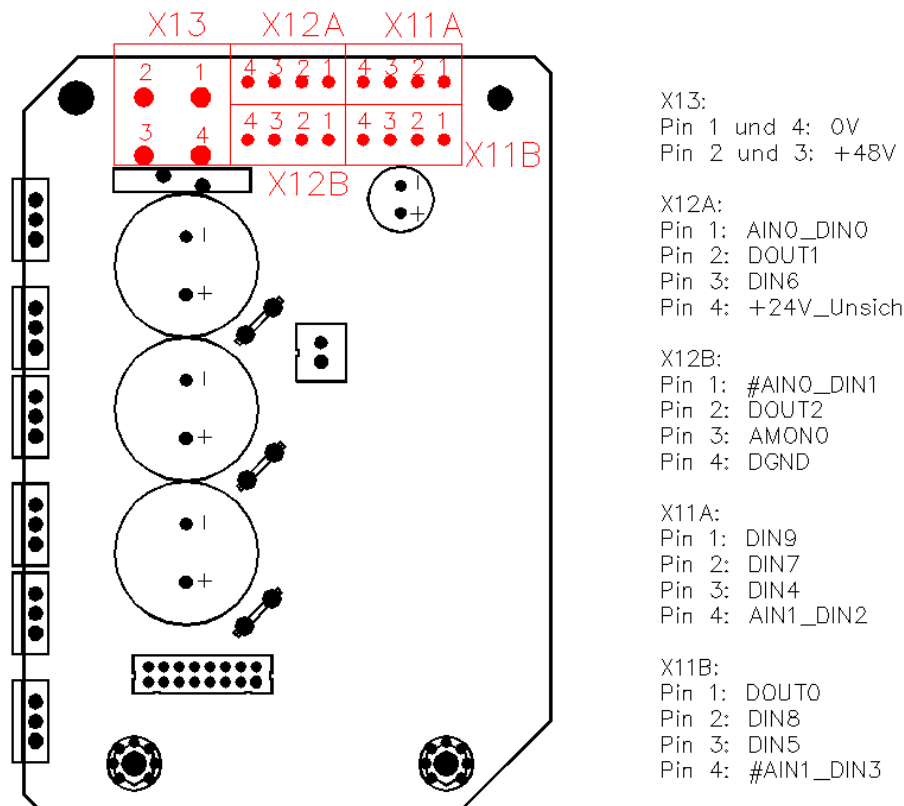 X13 X12A X11A
2 1 4 3 2 1 4 3 2 1
3 4 4 3 2 1 4 3 2 1
X11B
X12B
- +
- +
- +
- +
X13:
Pin 1 und 4: 0V
Pin 2 und 3: +48V
X12A:
Pin 1: AIN0_DIN0
Pin 2: DOUT1
Pin 3: DIN6
Pin 4: +24V_Unsich
X12B:
Pin 1: #AIN0_DIN1
Pin 2: DOUT2
Pin 3: AMON0
Pin 4: DGND
X11A:
Pin 1: DIN9
Pin 2: DIN7
Pin 3: DIN4
Pin 4: AIN1_DIN2
X11B:
Pin 1: DOUT0
Pin 2: DIN8
Pin 3: DIN5
Pin 4: #AIN1_DIN3